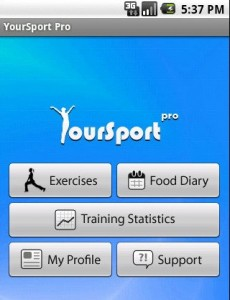 3G
5:37 PM
YourSport Pro
YourSport pro
Exercises
Food Diary
Training Statistics
My Profile
?!
Support